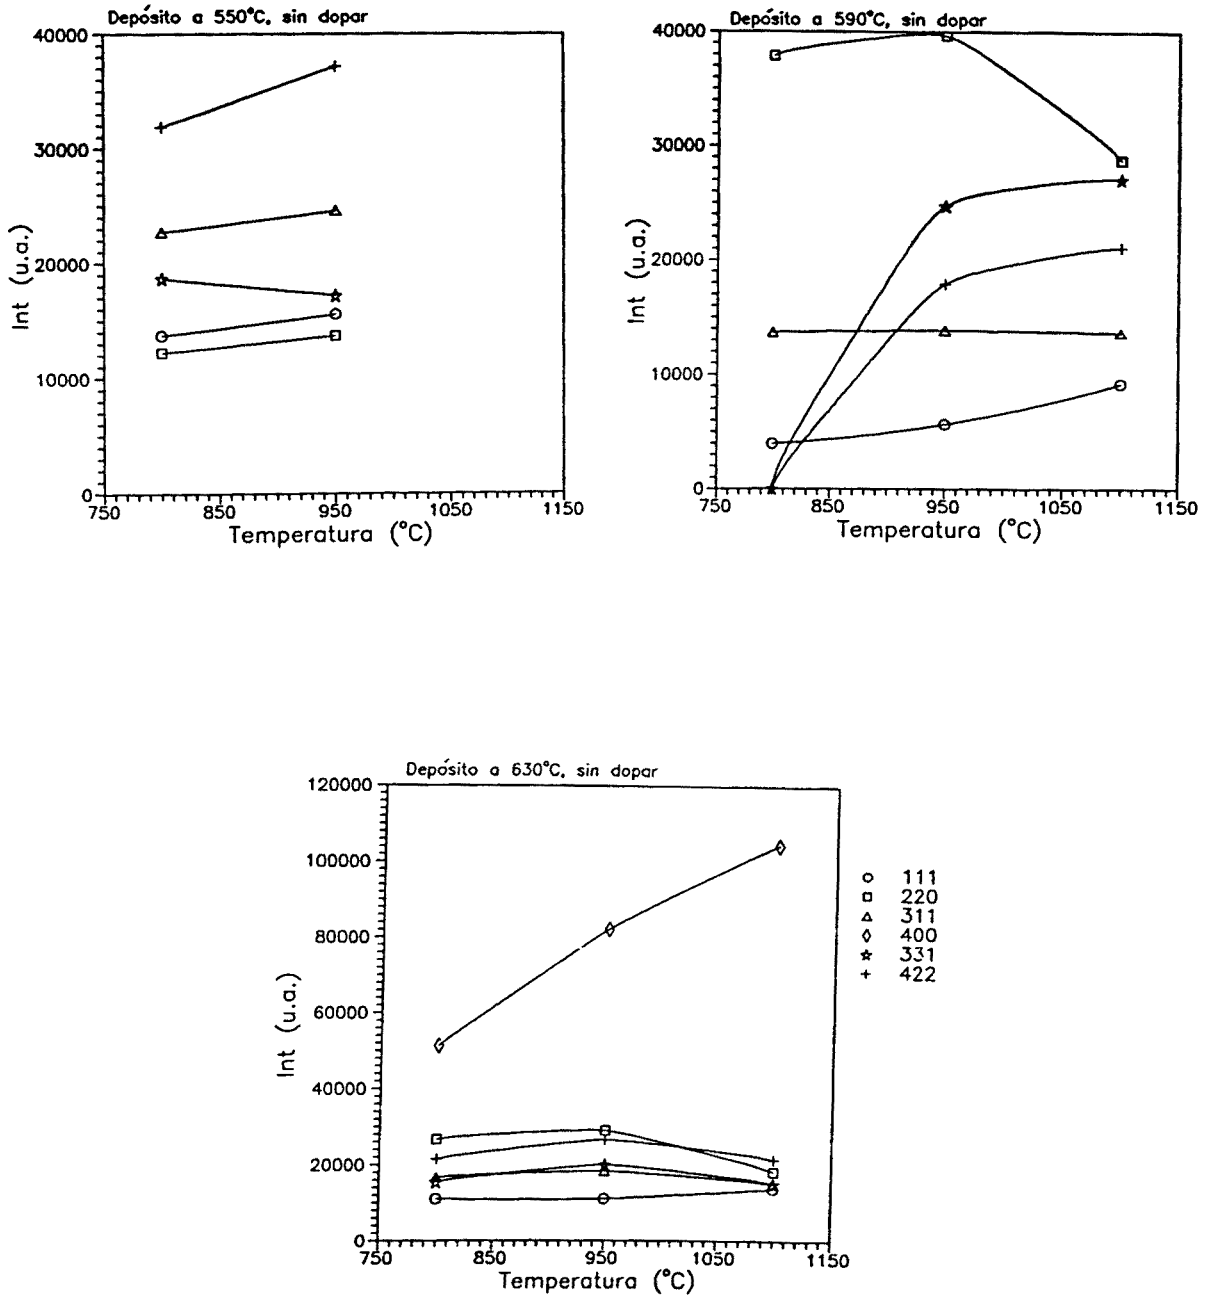 Depósito a 550°C, sin dopar
40000
30000
20000
10000
0
Int (u.a.)
750 850 950 1050 1150
Temperatura (°C)
Depósito a 590°C, sin dopar
40000
30000
20000
10000
0
Int (u.a.)
750 850 950 1050 1150
Temperatura (°C)
Depósito a 630°C, sin dopar
120000
100000
80000
60000
40000
20000
0
Int (u.a.)
750 850 950 1050 1150
Temperatura (°C)
111
220
311
400
331
422